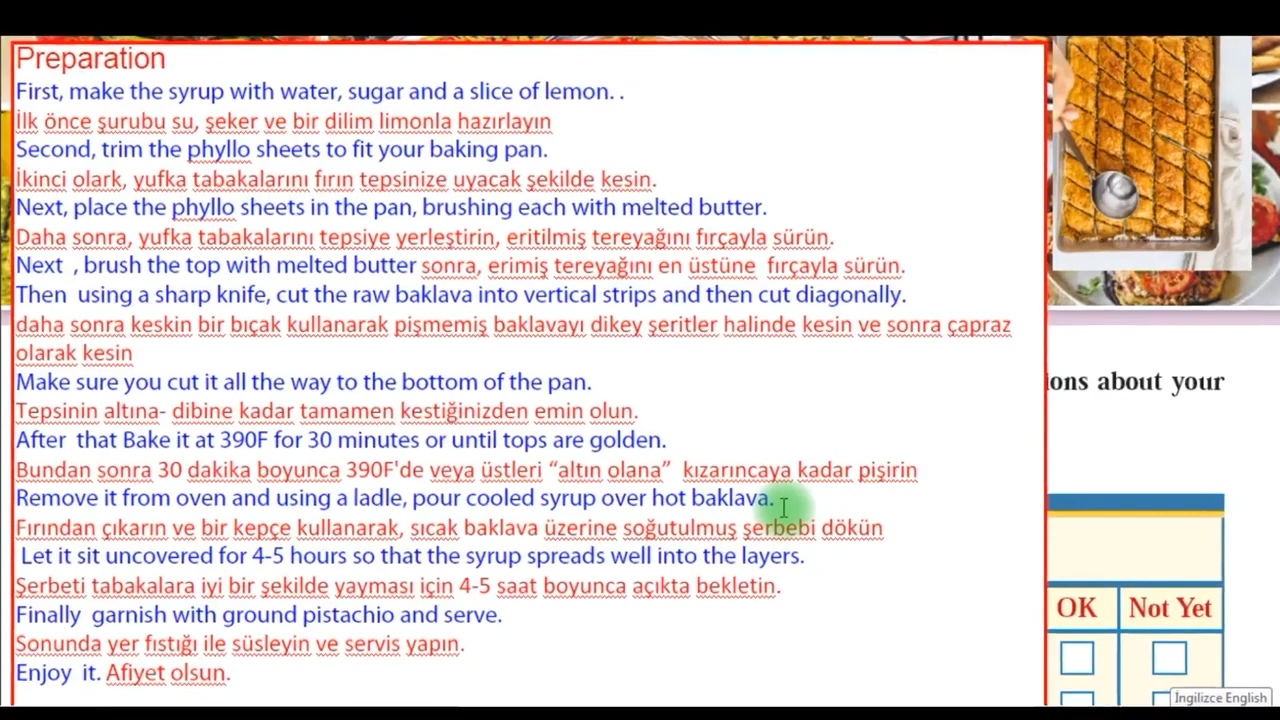 Preparation
First, make the syrup with water, sugar and a slice of lemon. .
İlk önce şurubu su, şeker ve bir dilim limonla hazırlayın
Second, trim the phyllo sheets to fit your baking pan.
İkinci olark, yufka tabakalarını fırın tepsinize uyacak şekilde kesin.
Next, place the phyllo sheets in the pan, brushing each with melted butter.
Daha sonra, yufka tabakalarını tepsiye yerleştirin, eritilmiş tereyağını fırçayla sürün.
Next , brush the top with melted butter sonra, erimiş tereyağını en üstüne fırçayla sürün.
Then using a sharp knife, cut the raw baklava into vertical strips and then cut diagonally.
daha sonra keskin bir bıçak kullanarak pişmemiş baklavayı dikey şeritler halinde kesin ve sonra çapraz
olarak kesin
Make sure you cut it all the way to the bottom of the pan.
Tepsinin altına- dibine kadar tamamen kestiğinizden emin olun.
After that Bake it at 390F for 30 minutes or until tops are golden.
Bundan sonra 30 dakika boyunca 390F'de veya üstleri “altın olana” kızarıncaya kadar pişirin
Remove it from oven and using a ladle, pour cooled syrup over hot baklava.
Fırından çıkarın ve bir kepçe kullanarak, sıcak baklava üzerine soğutulmuş şerbebi dökün
Let it sit uncovered for 4-5 hours so that the syrup spreads well into the layers.
Şerbeti tabakalara iyi bir şekilde yayması için 4-5 saat boyunca açıkta bekletin.
Finally garnish with ground pistachio and serve.
Sonunda yer fıstığı ile süsleyin ve servis yapın.
Enjoy it. Afiyet olsun.
about your
OK Not Yet
İngilizce English